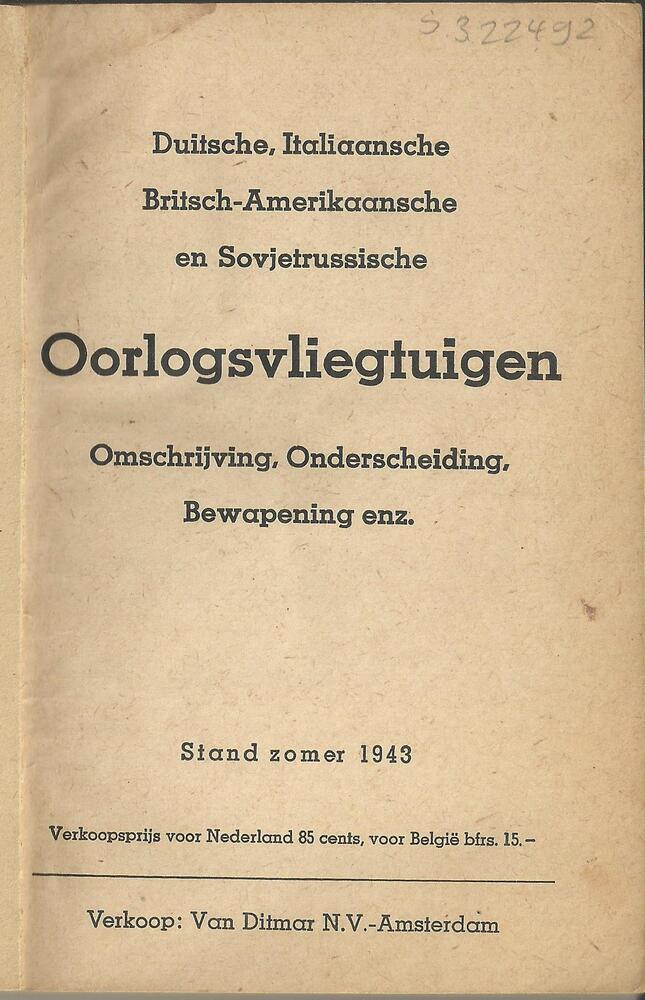 S 322492
Duitsche, Italiaansche
Britsch-Amerikaansche
en Sovjetrussische
Oorlogsvliegtuigen
Omschrijving, Onderscheiding,
Bewapening enz.
Stand zomer 1943
Verkoopsprijs voor Nederland 85 cents, voor België bfrs. 15.–
Verkoop: Van Ditmar N.V.-Amsterdam